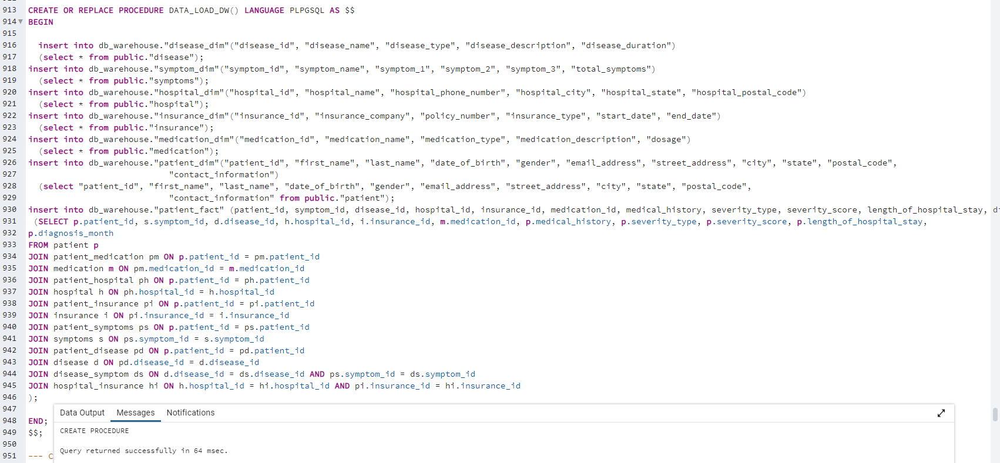 913 CREATE OR REPLACE PROCEDURE DATA_LOAD_DW() LANGUAGE PLPGSQL AS $$
914 BEGIN
915
916 insert into db_warehouse."disease_dim"("disease_id", "disease_name", "disease_type", "disease_description", "disease_duration")
917 (select * from public."disease");
918 insert into db_warehouse."symptom_dim"("symptom_id", "symptom_name", "symptom_1", "symptom_2", "symptom_3", "total_symptoms")
919 (select * from public."symptoms");
920 insert into db_warehouse."hospital_dim"("hospital_id", "hospital_name", "hospital_phone_number", "hospital_city", "hospital_state", "hospital_postal_code")
921 (select * from public."hospital");
922 insert into db_warehouse."insurance_dim"("insurance_id", "insurance_company", "policy_number", "insurance_type", "start_date", "end_date")
923 (select * from public."insurance");
924 insert into db_warehouse."medication_dim"("medication_id", "medication_name", "medication_type", "medication_description", "dosage")
925 (select * from public."medication");
926 insert into db_warehouse."patient_dim"("patient_id", "first_name", "last_name", "date_of_birth", "gender", "email_address", "street_address", "city", "state", "postal_code",
927 "contact_information")
928 (select "patient_id", "first_name", "last_name", "date_of_birth", "gender", "email_address", "street_address", "city", "state", "postal_code",
929 "contact_information" from public."patient");
930 insert into db_warehouse."patient_fact" (patient_id, symptom_id, disease_id, hospital_id, insurance_id, medication_id, medical_history, severity_type, severity_score, length_of_hospital_stay,
931 (SELECT p.patient_id, s.symptom_id, d.disease_id, h.hospital_id, i.insurance_id, m.medication_id, p.medical_history, p.severity_type, p.severity_score, p.length_of_hospital_stay,
932 p.diagnosis_month
933 FROM patient p
934 JOIN patient_medication pm ON p.patient_id = pm.patient_id
935 JOIN medication m ON pm.medication_id = m.medication_id
936 JOIN patient_hospital ph ON p.patient_id = ph.patient_id
937 JOIN hospital h ON ph.hospital_id = h.hospital_id
938 JOIN patient_insurance pi ON p.patient_id = pi.patient_id
939 JOIN insurance i ON pi.insurance_id = i.insurance_id
940 JOIN patient_symptoms ps ON p.patient_id = ps.patient_id
941 JOIN symptoms s ON ps.symptom_id = s.symptom_id
942 JOIN patient_disease pd ON p.patient_id = pd.patient_id
943 JOIN disease d ON pd.disease_id = d.disease_id
944 JOIN disease_symptom ds ON d.disease_id = ds.disease_id AND ps.symptom_id = ds.symptom_id
945 JOIN hospital_insurance hi ON h.hospital_id = hi.hospital_id AND pi.insurance_id = hi.insurance_id
946 );
947
948 END;
949 $$;
950
951 --- C
Data Output Messages Notifications
CREATE PROCEDURE
Query returned successfully in 64 msec.